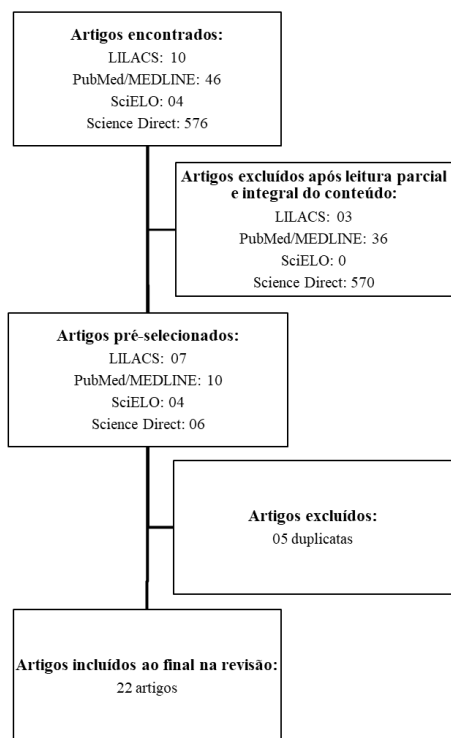 Artigos encontrados:
LILACS: 10
PubMed/MEDLINE: 46
SciELO: 04
Science Direct: 576
Artigos excluídos após leitura parcial
e integral do conteúdo:
LILACS: 03
PubMed/MEDLINE: 36
SciELO: 0
Science Direct: 570
Artigos pré-selecionados:
LILACS: 07
PubMed/MEDLINE: 10
SciELO: 04
Science Direct: 06
Artigos excluídos:
05 duplicatas
Artigos incluídos ao final na revisão:
22 artigos